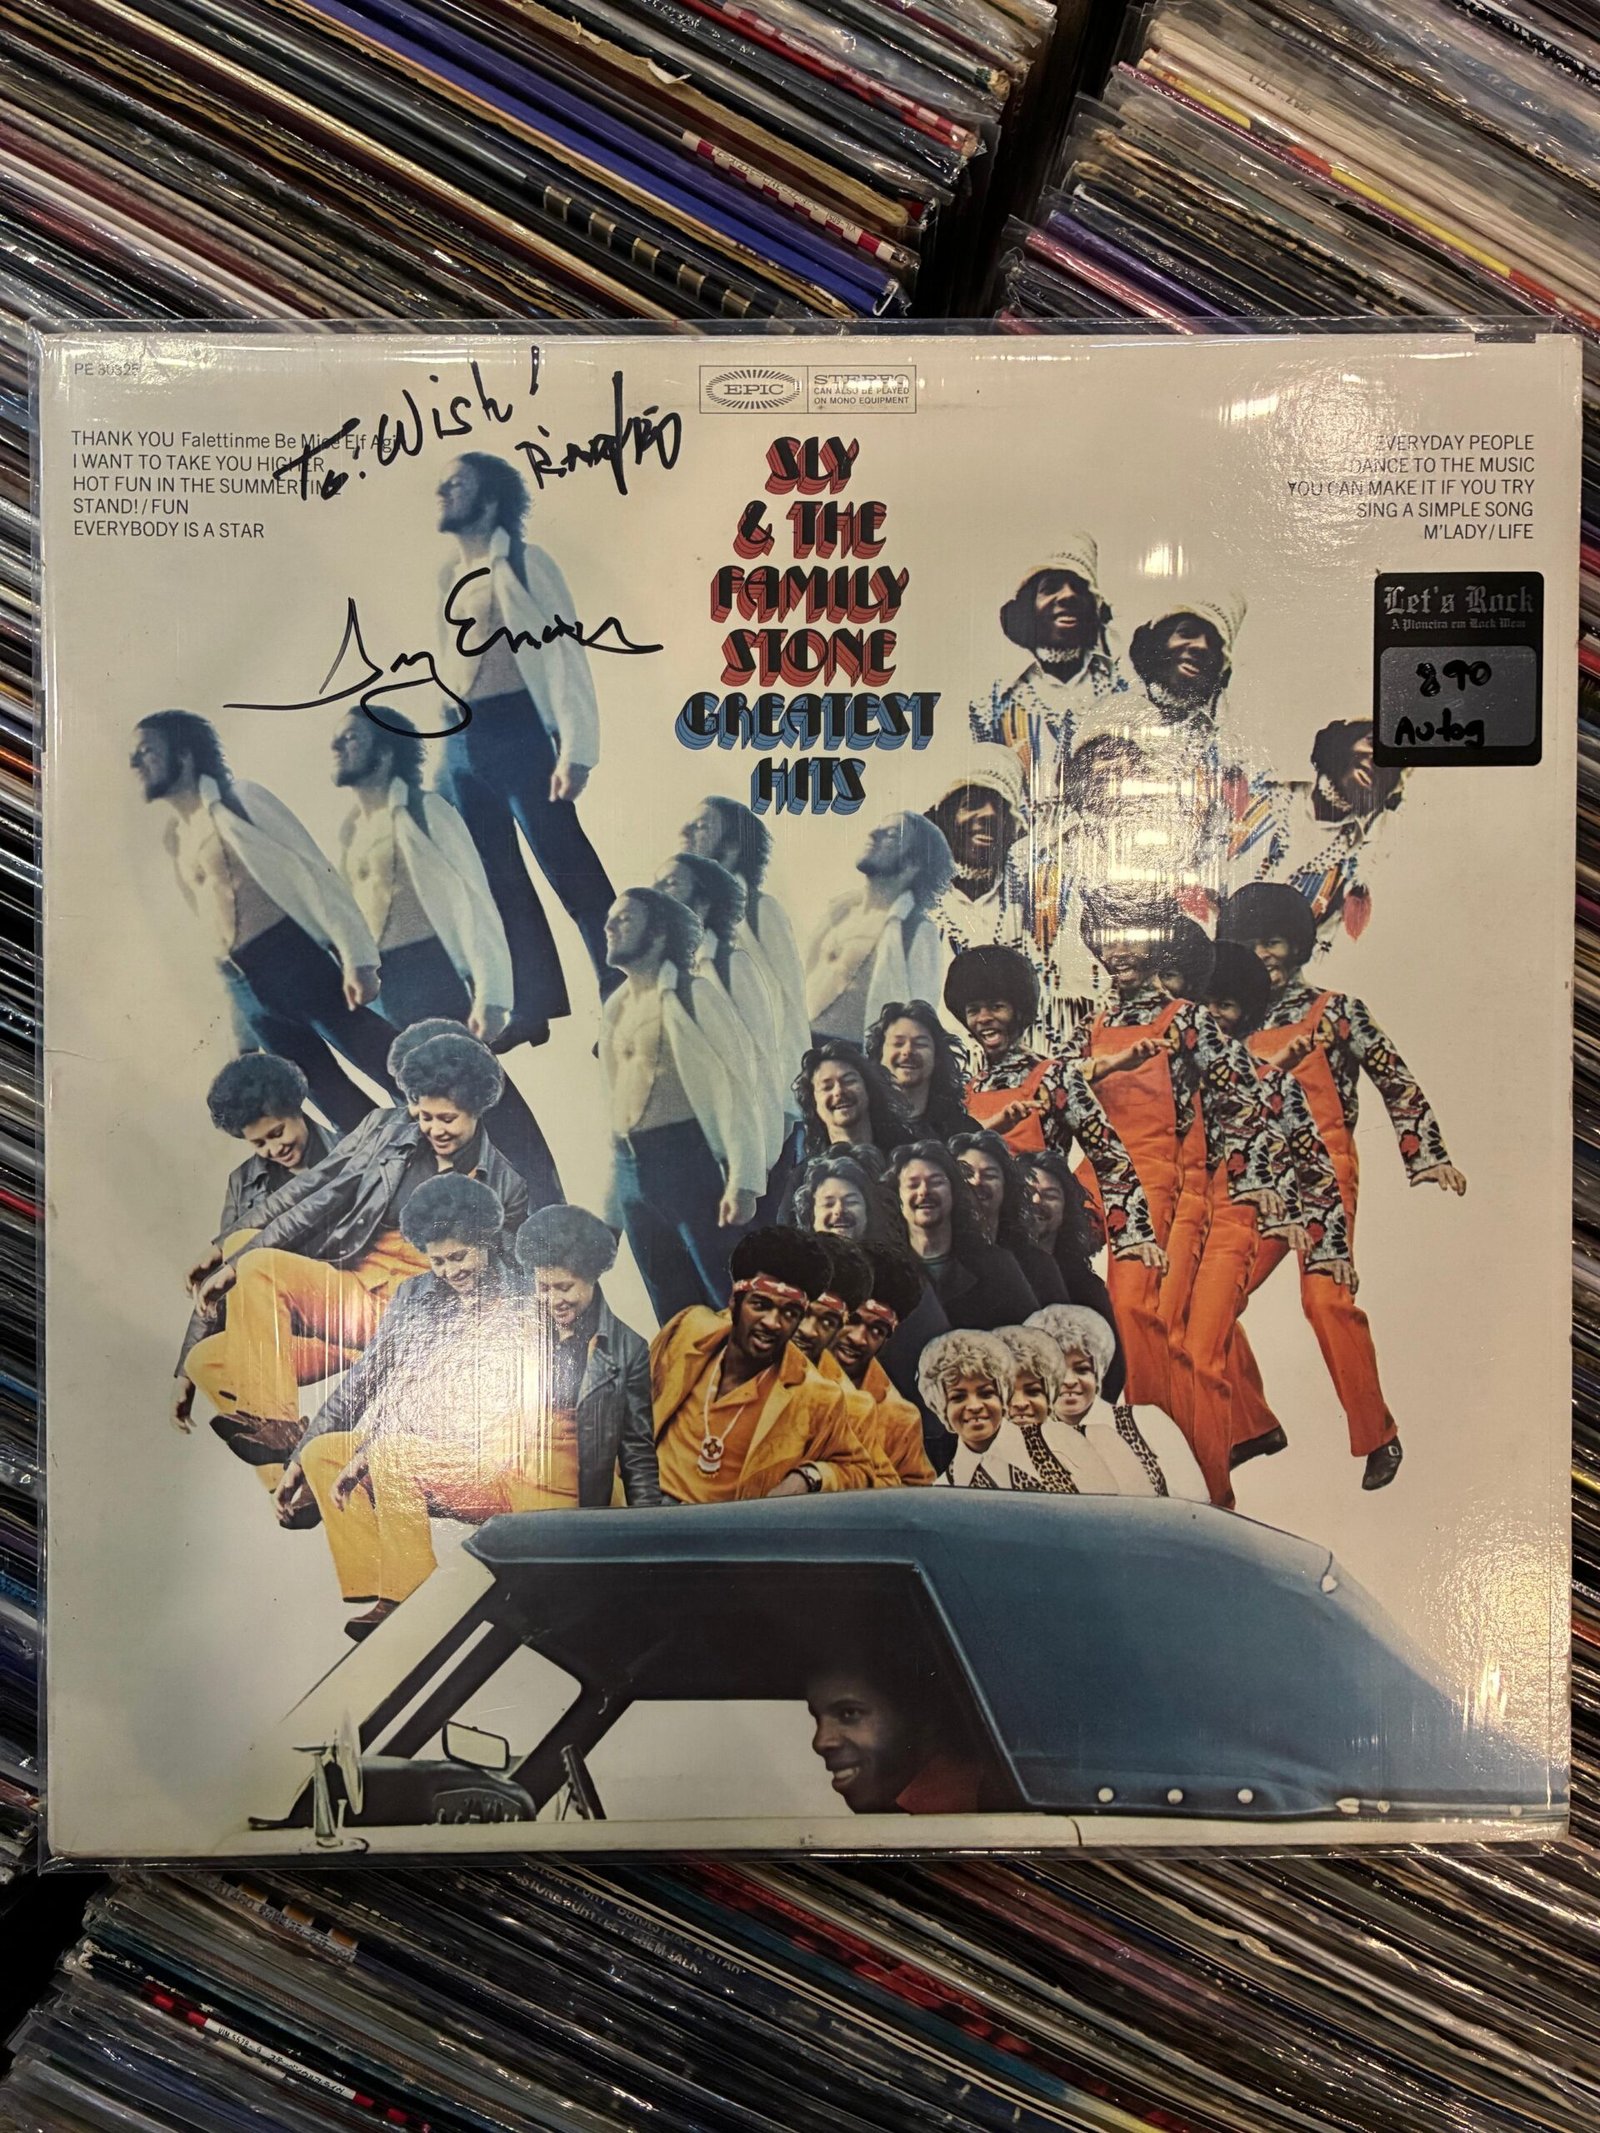 PE 30325
EPIC
STEREO
CAN ALSO BE PLAYED
ON MONO EQUIPMENT
To: Wish!
THANK YOU Falettinme Be Mice Elf Agin
I WANT TO TAKE YOU HIGHER
HOT FUN IN THE SUMMERTIME
STAND! / FUN
EVERYBODY IS A STAR
SLY
& THE
FAMILY
STONE
GREATEST
HITS
EVERYDAY PEOPLE
DANCE TO THE MUSIC
YOU CAN MAKE IT IF YOU TRY
SING A SIMPLE SONG
M'LADY / LIFE
Let's Rock
A Pioneira em Rock Wear
890
Autog